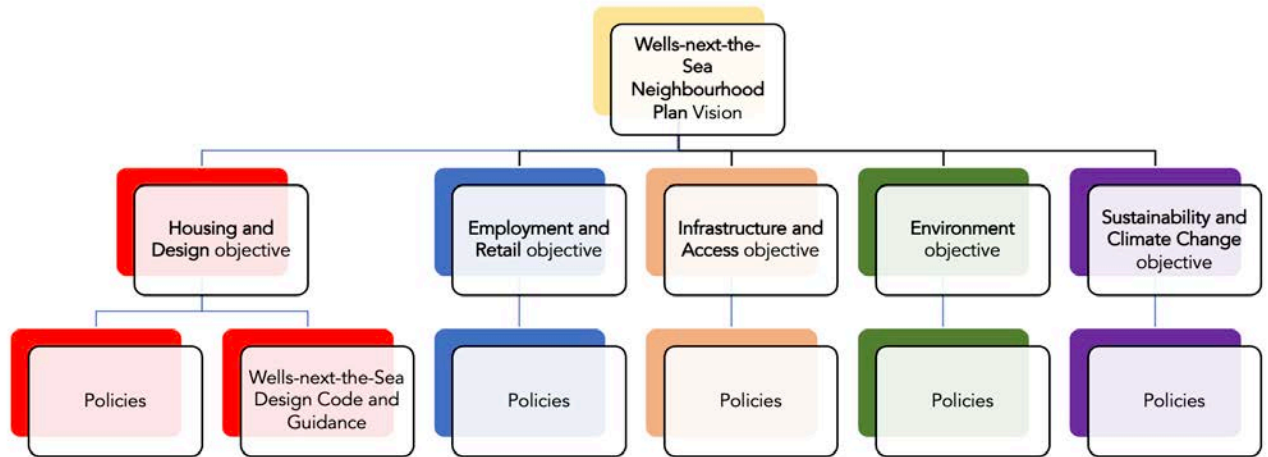 Wells-next-the-
Sea
Neighbourhood
Plan Vision
Housing and
Design objective
Employment and
Retail objective
Infrastructure and
Access objective
Environment
objective
Sustainability and
Climate Change
objective
Policies
Wells-next-the-Sea
Design Code and
Guidance
Policies
Policies
Policies
Policies